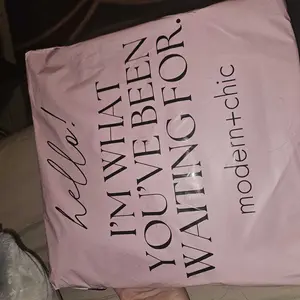 hello!
I'M WHAT
YOU'VE BEEN
WAITING FOR.
modern+chic